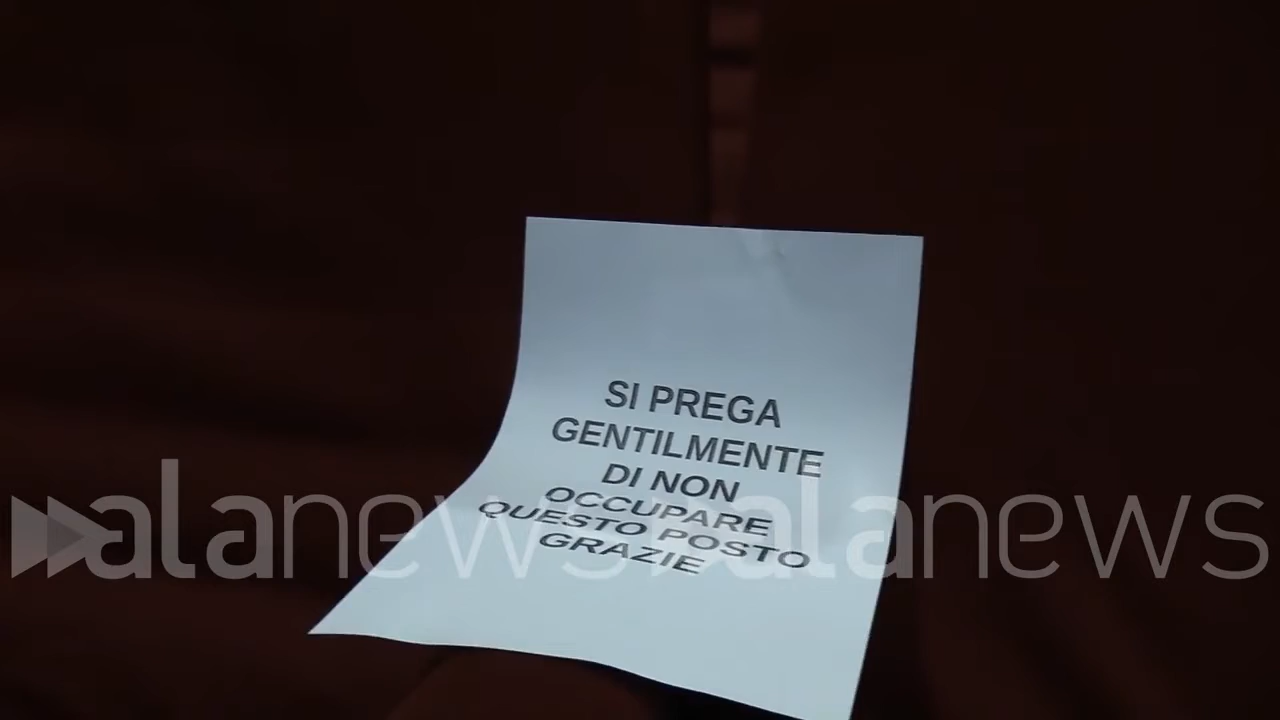 SI PREGA
GENTILMENTE
DI NON
OCCUPARE
QUESTO POSTO
GRAZIE
alanews alanews